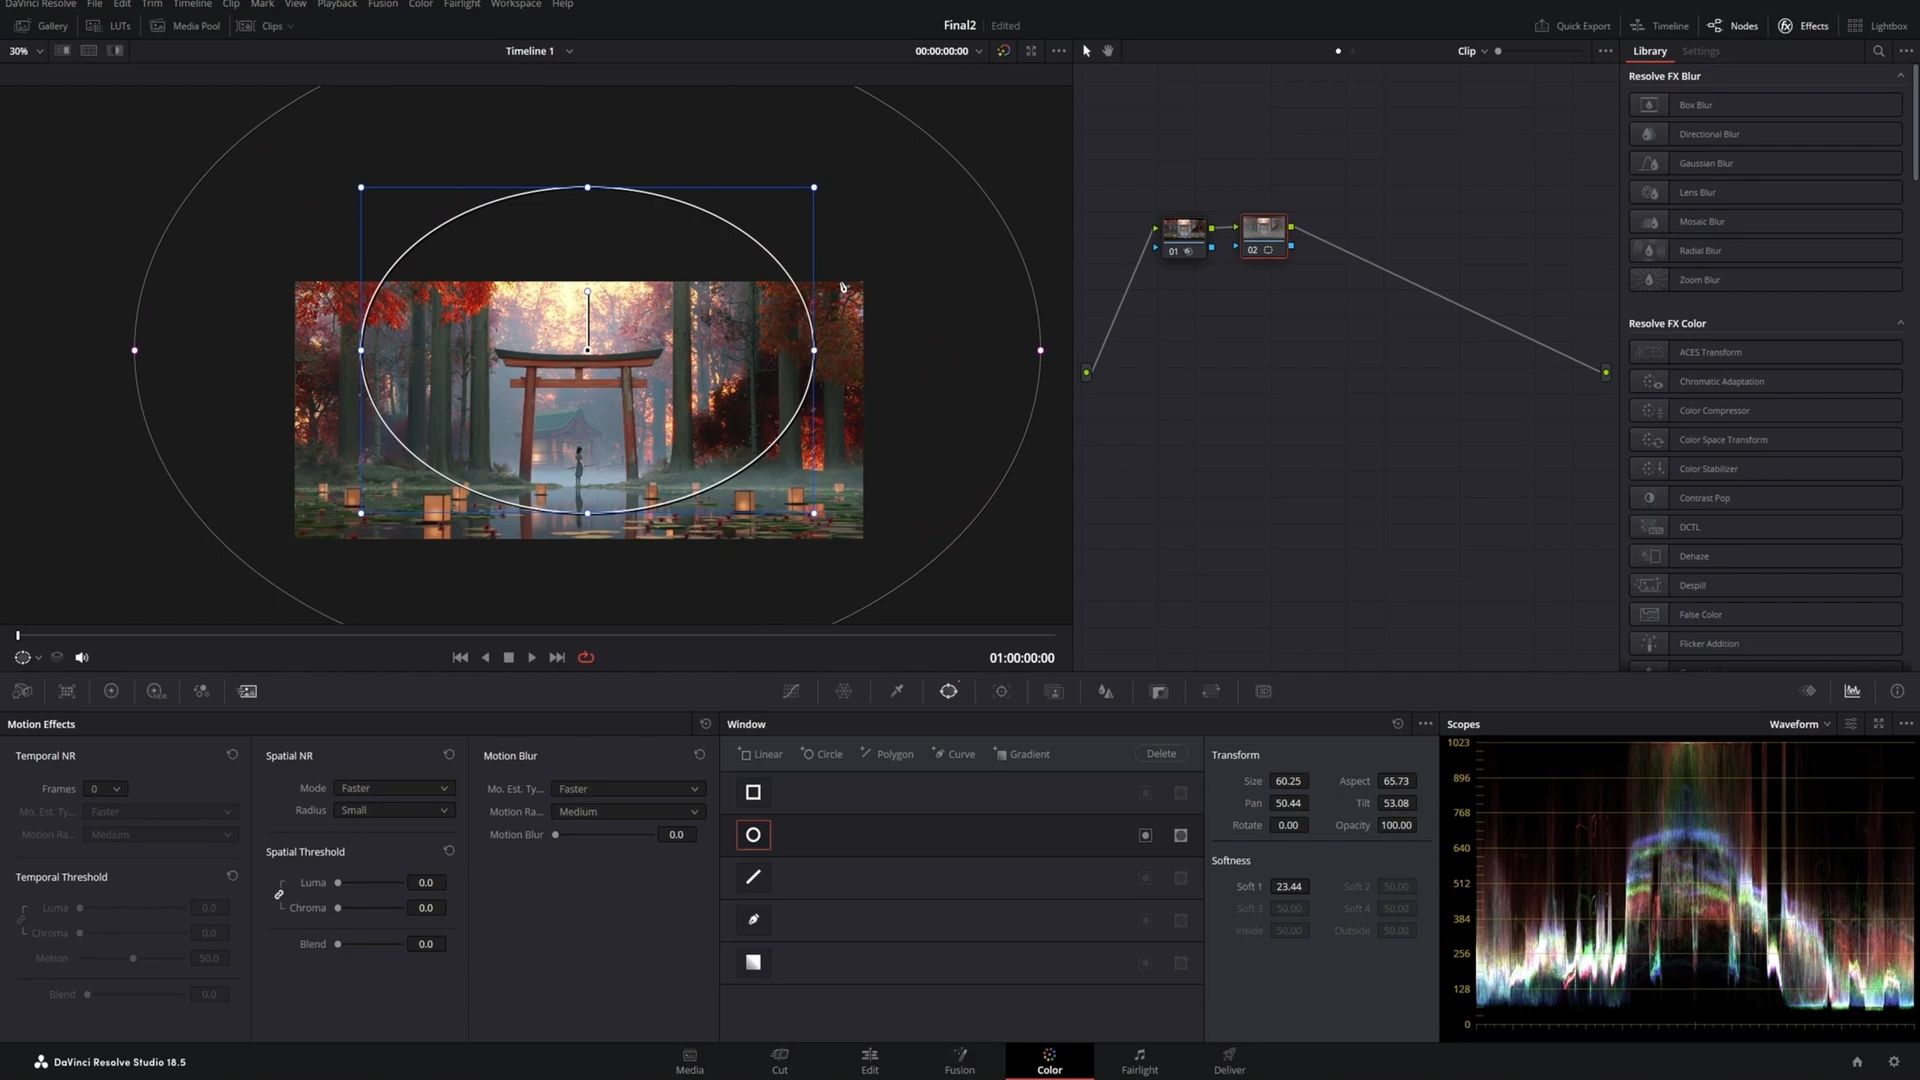 DaVinci Resolve File Edit Trim Timeline Clip Mark View Playback Fusion Color Fairlight Workspace Help
Gallery LUTs Media Pool Clips Final2 Edited Quick Export Timeline Nodes Effects Lightbox
30% Timeline 1 00:00:00:00 Clip Library Settings
Resolve FX Blur
Box Blur
Directional Blur
Gaussian Blur
Lens Blur
Mosaic Blur
Radial Blur
Zoom Blur
Resolve FX Color
ACES Transform
Chromatic Adaptation
Color Compressor
Color Space Transform
Color Stabilizer
Contrast Pop
DCTL
Dehaze
Despill
False Color
Flicker Addition
01 02
01:00:00:00
Motion Effects
Temporal NR
Frames 0
Mo. Est. Ty... Faster
Motion Ra... Medium
Temporal Threshold
Luma 0.0
Chroma 0.0
Motion 50.0
Blend 0.0
Spatial NR
Mode Faster
Radius Small
Spatial Threshold
Luma 0.0
Chroma 0.0
Blend 0.0
Motion Blur
Mo. Est. Ty... Faster
Motion Ra... Medium
Motion Blur 0.0
Window
Linear Circle Polygon Curve Gradient Delete
Transform
Size 60.25 Aspect 65.73
Pan 50.44 Tilt 53.08
Rotate 0.00 Opacity 100.00
Softness
Soft 1 23.44 Soft 2 50.00
Soft 3 50.00 Soft 4 50.00
Inside 50.00 Outside 50.00
Scopes Waveform
1023
896
768
640
512
384
256
128
0
DaVinci Resolve Studio 18.5
Media Cut Edit Fusion Color Fairlight Deliver